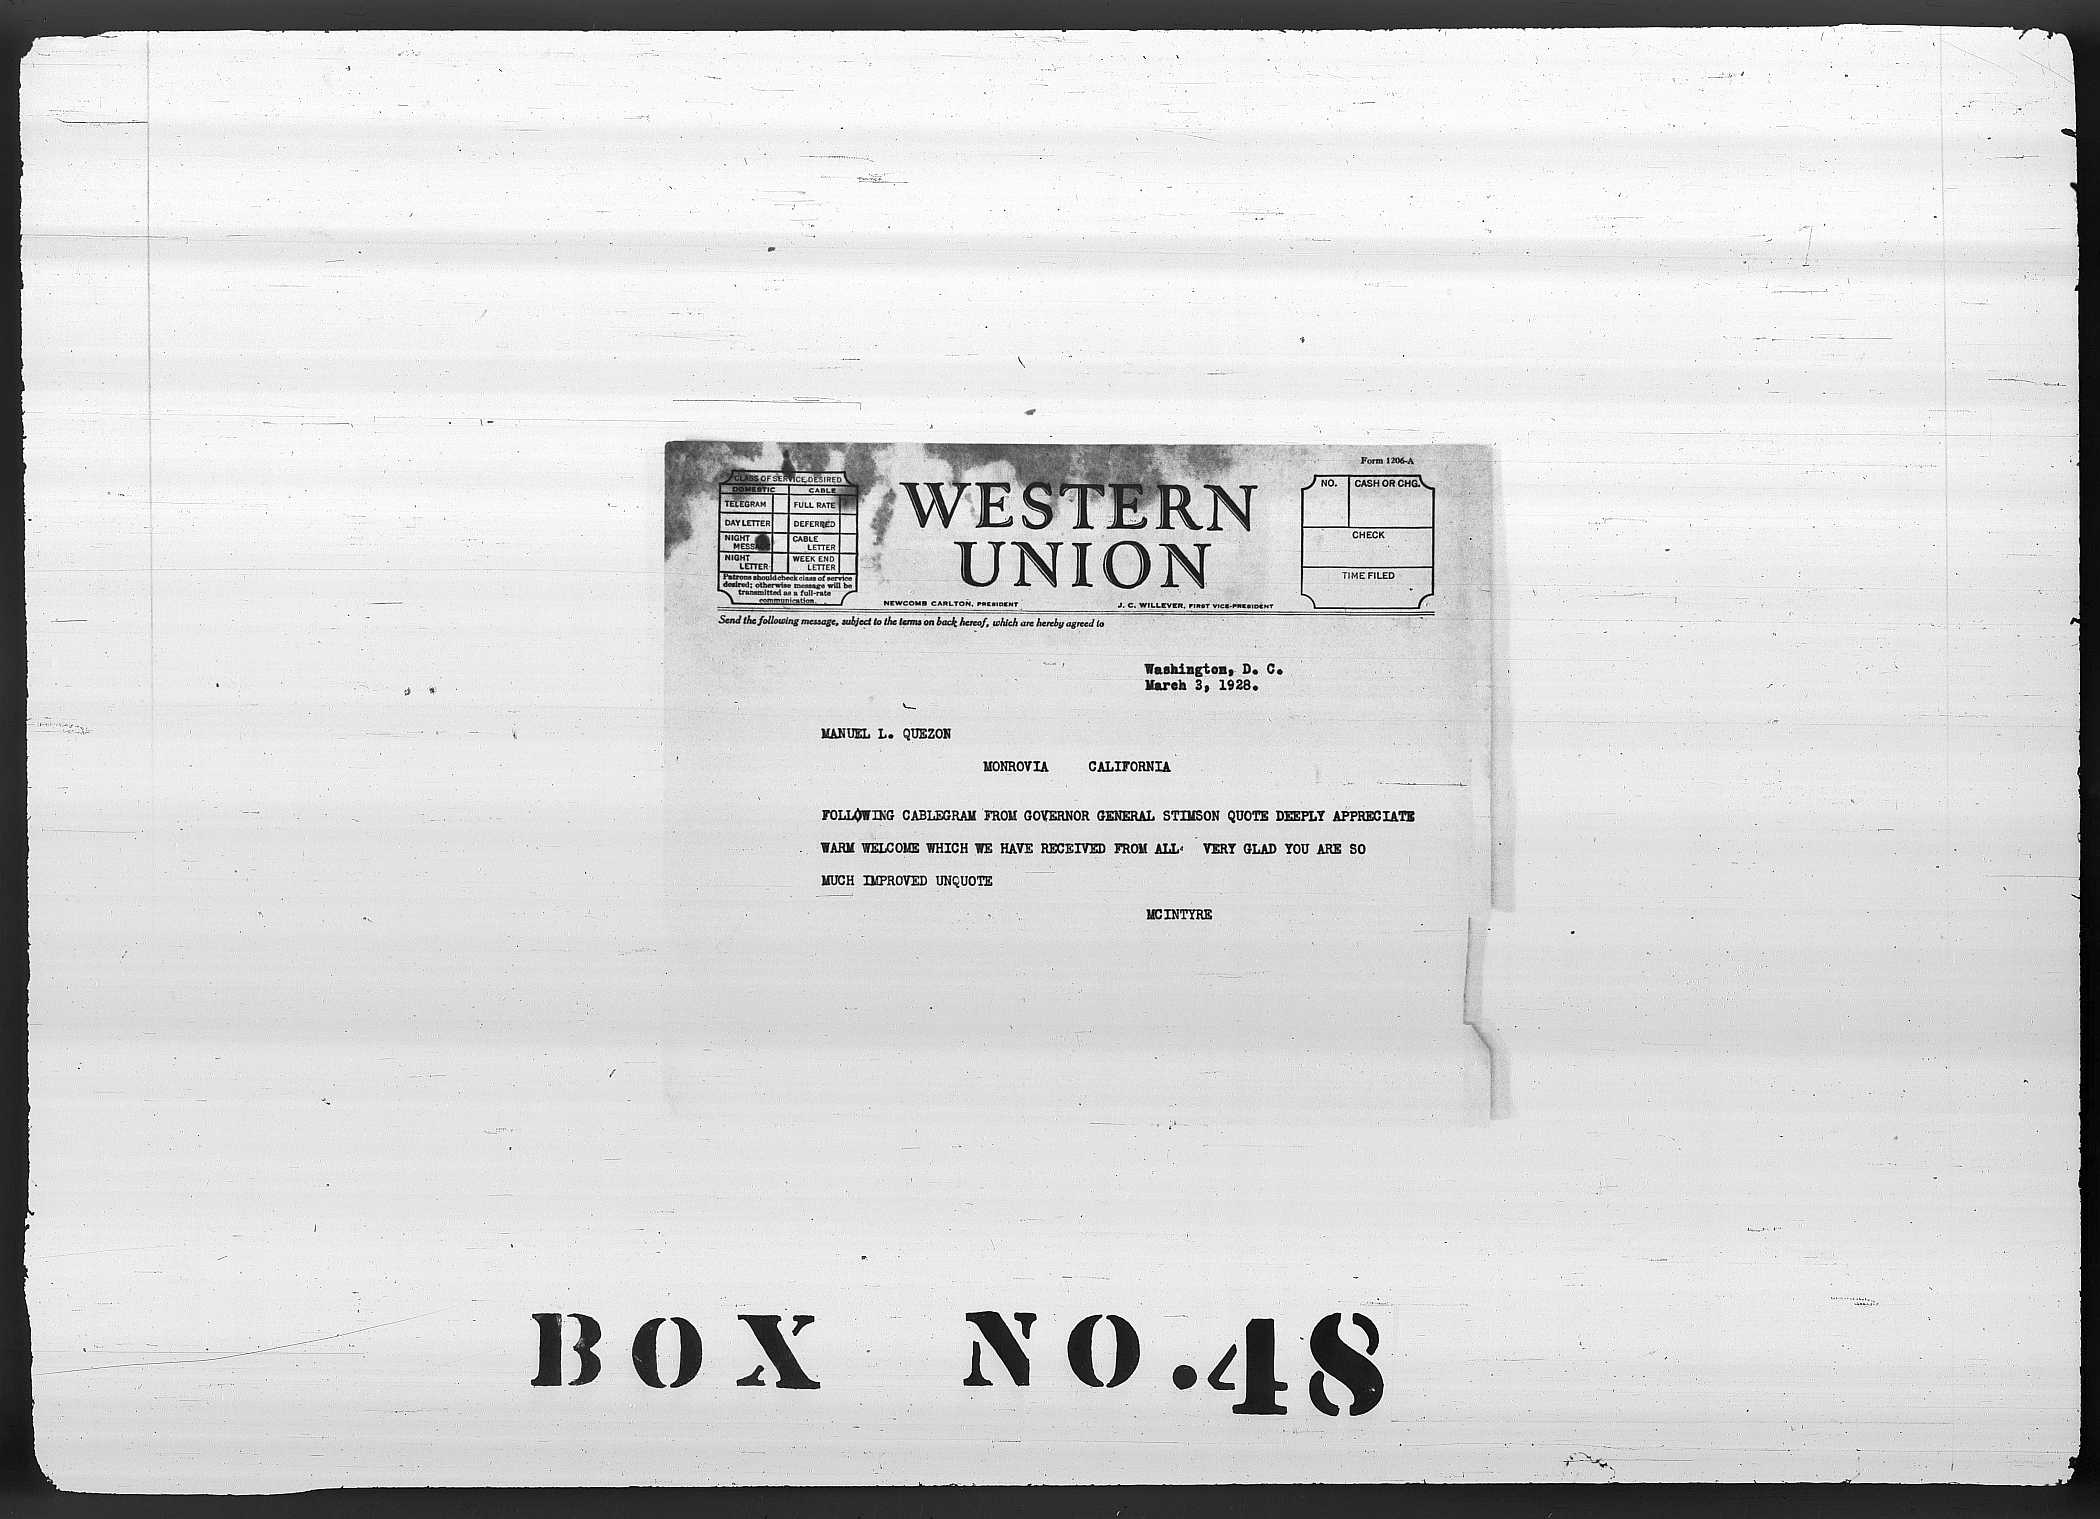 Form 1206-A
CLASS OF SERVICE DESIRED
DOMESTIC CABLE
TELEGRAM FULL RATE
DAY LETTER DEFERRED
NIGHT MESSAGE CABLE LETTER
NIGHT LETTER WEEK END LETTER
Patrons should check class of service
desired; otherwise message will be
transmitted as a full-rate
communication.
WESTERN
UNION
NEWCOMB CARLTON, PRESIDENT J. C. WILLEVER, FIRST VICE-PRESIDENT
NO. CASH OR CHG.
CHECK
TIME FILED
Send the following message, subject to the terms on back hereof, which are hereby agreed to
Washington, D. C.
March 3, 1928.
MANUEL L. QUEZON
MONROVIA CALIFORNIA
FOLLOWING CABLEGRAM FROM GOVERNOR GENERAL STIMSON QUOTE DEEPLY APPRECIATE
WARM WELCOME WHICH WE HAVE RECEIVED FROM ALL. VERY GLAD YOU ARE SO
MUCH IMPROVED UNQUOTE
MCINTYRE
BOX NO.48